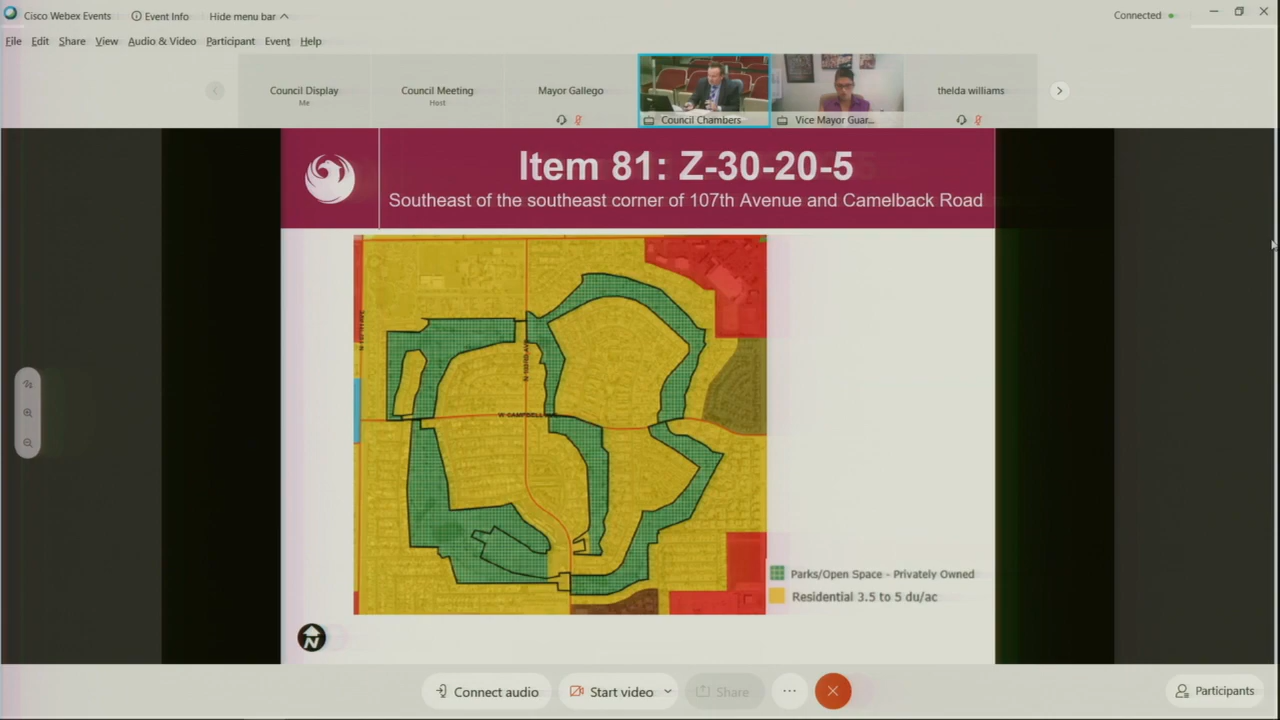 Cisco Webex Events
Event Info
Hide menu bar
Connected
File Edit Share View Audio & Video Participant Event Help
Council Display
Me
Council Meeting
Host
Mayor Gallego
Council Chambers
Vice Mayor Guar...
thelda williams
Item 81: Z-30-20-5
Southeast of the southeast corner of 107th Avenue and Camelback Road
W CAMPBELL
Parks/Open Space - Privately Owned
Residential 3.5 to 5 du/ac
N
Connect audio
Start video
Share
Participants